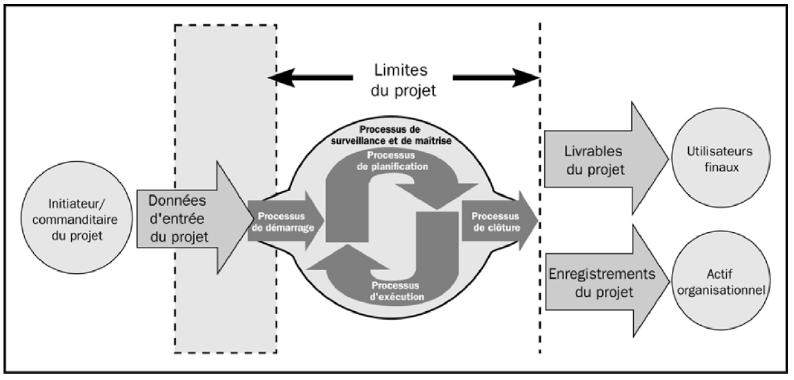 Limites
du projet
Processus de
surveillance et de maîtrise
Processus
de planification
Initiateur/
commanditaire
du projet
Données
d'entrée
du projet
Processus
de démarrage
Processus
de clôture
Processus
d'exécution
Livrables
du projet
Utilisateurs
finaux
Enregistrements
du projet
Actif
organisationnel